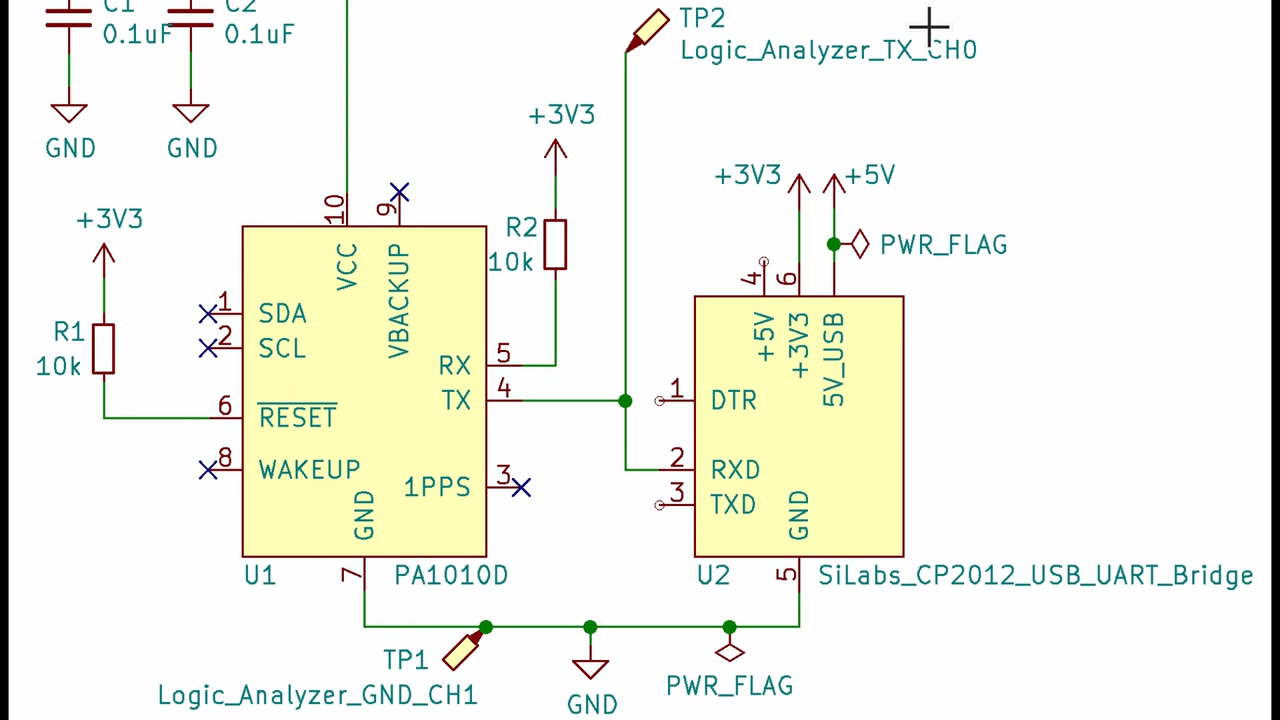 C1
0.1uF
C2
0.1uF
GND
GND
TP2
Logic_Analyzer_TX_CH0
+3V3
+3V3
+5V
PWR_FLAG
+3V3
R1
10k
R2
10k
10
9
VCC
VBACKUP
1
SDA
2
SCL
6
RESET
8
WAKEUP
RX
5
TX
4
1PPS
3
GND
7
U1
PA1010D
4
6
+5V
+3V3
5V_USB
1
DTR
2
RXD
3
TXD
GND
5
U2
SiLabs_CP2012_USB_UART_Bridge
TP1
Logic_Analyzer_GND_CH1
GND
PWR_FLAG